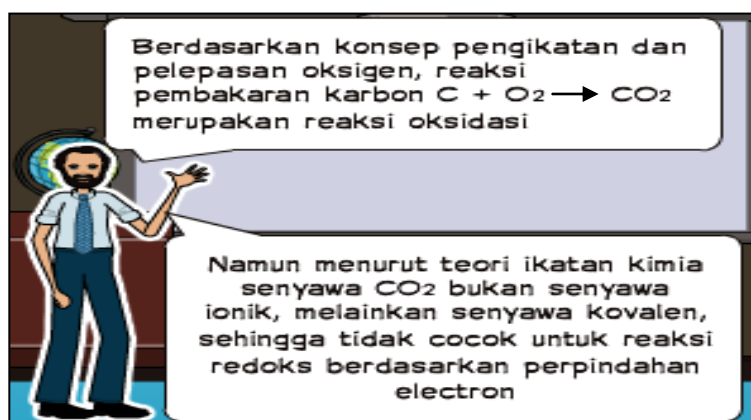 Berdasarkan konsep pengikatan dan
pelepasan oksigen, reaksi
pembakaran karbon C + O2 → CO2
merupakan reaksi oksidasi
Namun menurut teori ikatan kimia
senyawa CO2 bukan senyawa
ionik, melainkan senyawa kovalen,
sehingga tidak cocok untuk reaksi
redoks berdasarkan perpindahan
electron